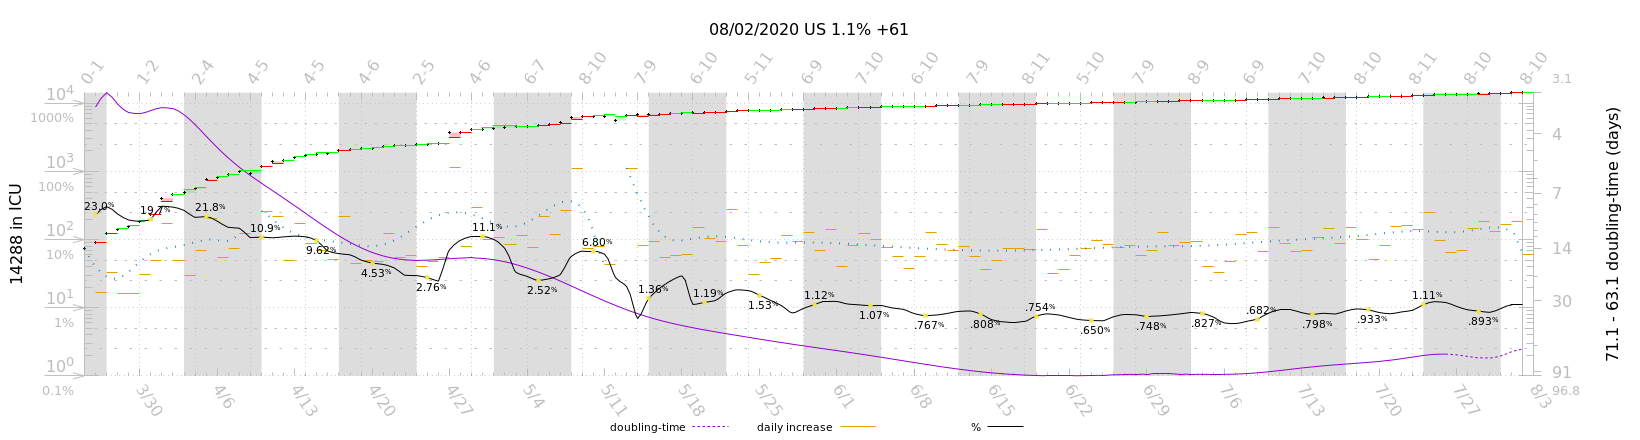 08/02/2020 US 1.1% +61
0-1 1-2 2-4 4-5 4-5 4-6 2-5 4-6 6-7 8-10 7-9 6-10 5-11 6-9 7-10 6-10 7-9 8-11 5-10 7-9 8-9 6-9 7-10 8-10 8-11 8-10 8-10
10⁴ 3.1
1000% 4
10³
100% 7
23.0% 19.7% 21.8%
10.9% 11.1%
10² 9.62% 6.80% 14
10% 4.53% 2.76% 2.52%
10¹ 1.36% 1.19% 1.53% 1.12% 1.07% .754% .682% .933% 1.11% 30
1% .767% .808% .650% .748% .827% .798% .893%
10⁰ 91
0.1% 96.8
3/30 4/6 4/13 4/20 4/27 5/4 5/11 5/18 5/25 6/1 6/8 6/15 6/22 6/29 7/6 7/13 7/20 7/27 8/3
14288 in ICU
71.1 - 63.1 doubling-time (days)
doubling-time daily increase %